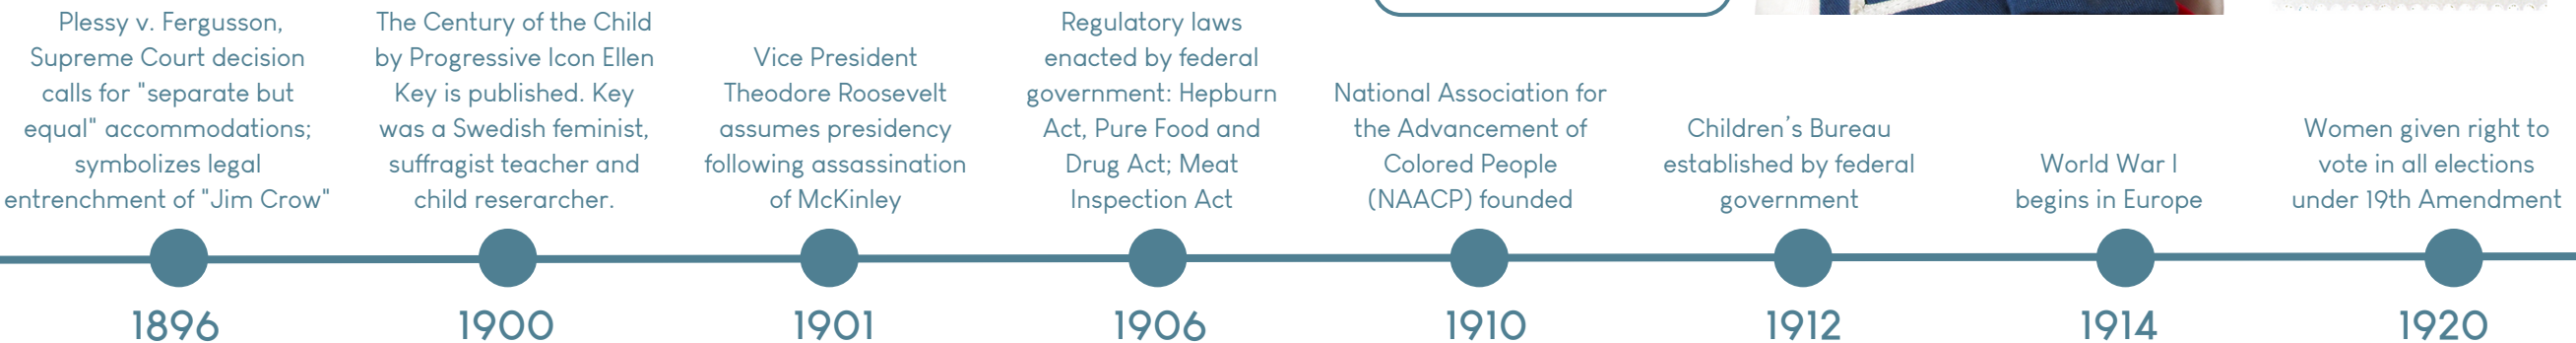 Plessy v. Fergusson,
Supreme Court decision
calls for "separate but
equal" accommodations;
symbolizes legal
entrenchment of "Jim Crow"
1896
The Century of the Child
by Progressive Icon Ellen
Key is published. Key
was a Swedish feminist,
suffragist teacher and
child reserarcher.
1900
Vice President
Theodore Roosevelt
assumes presidency
following assassination
of McKinley
1901
Regulatory laws
enacted by federal
government: Hepburn
Act, Pure Food and
Drug Act; Meat
Inspection Act
1906
National Association for
the Advancement of
Colored People
(NAACP) founded
1910
Children’s Bureau
established by federal
government
1912
World War I
begins in Europe
1914
Women given right to
vote in all elections
under 19th Amendment
1920